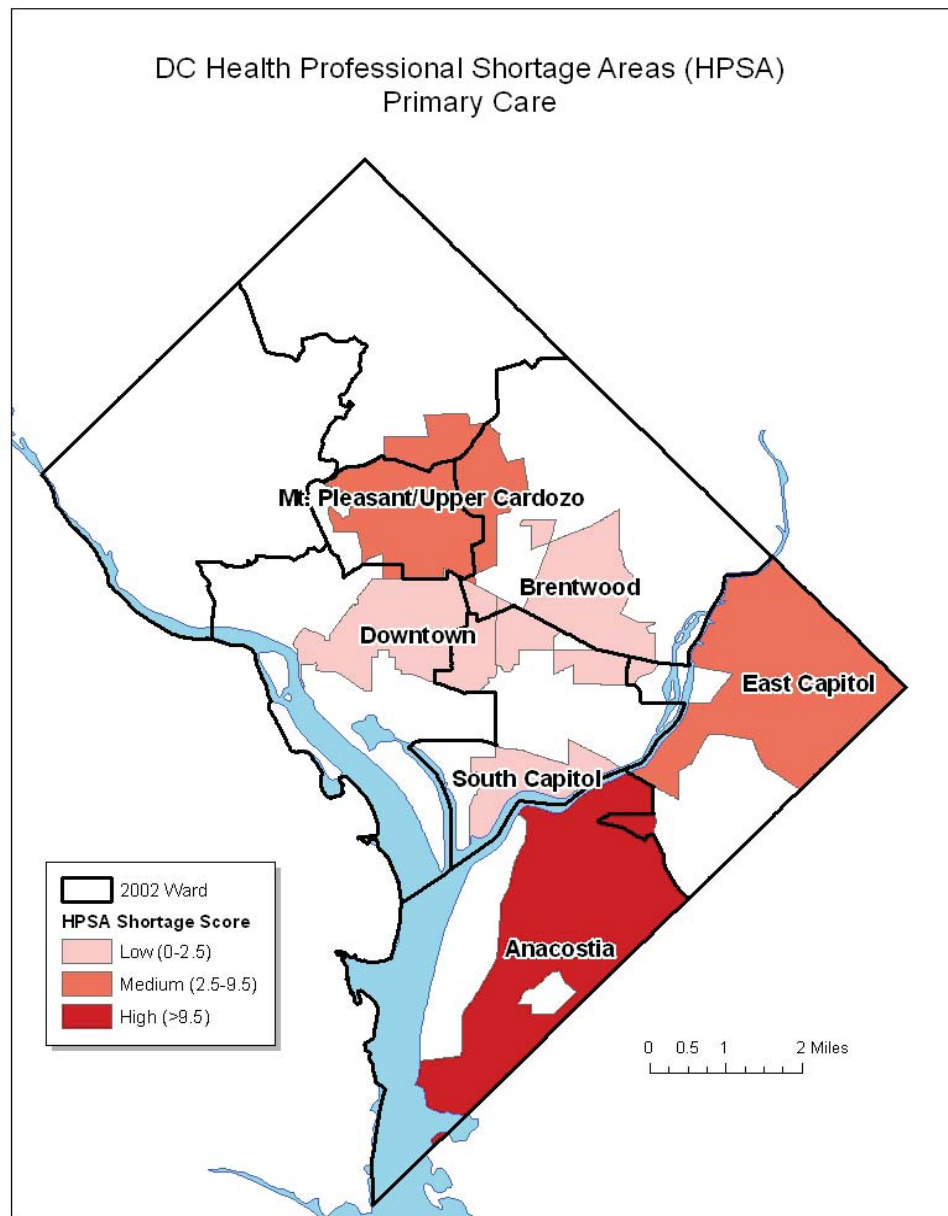 DC Health Professional Shortage Areas (HPSA)
Primary Care
Mt. Pleasant/Upper Cardozo
Brentwood
Downtown
East Capitol
South Capitol
Anacostia
2002 Ward
HPSA Shortage Score
Low (0-2.5)
Medium (2.5-9.5)
High (>9.5)
0 0.5 1 2 Miles